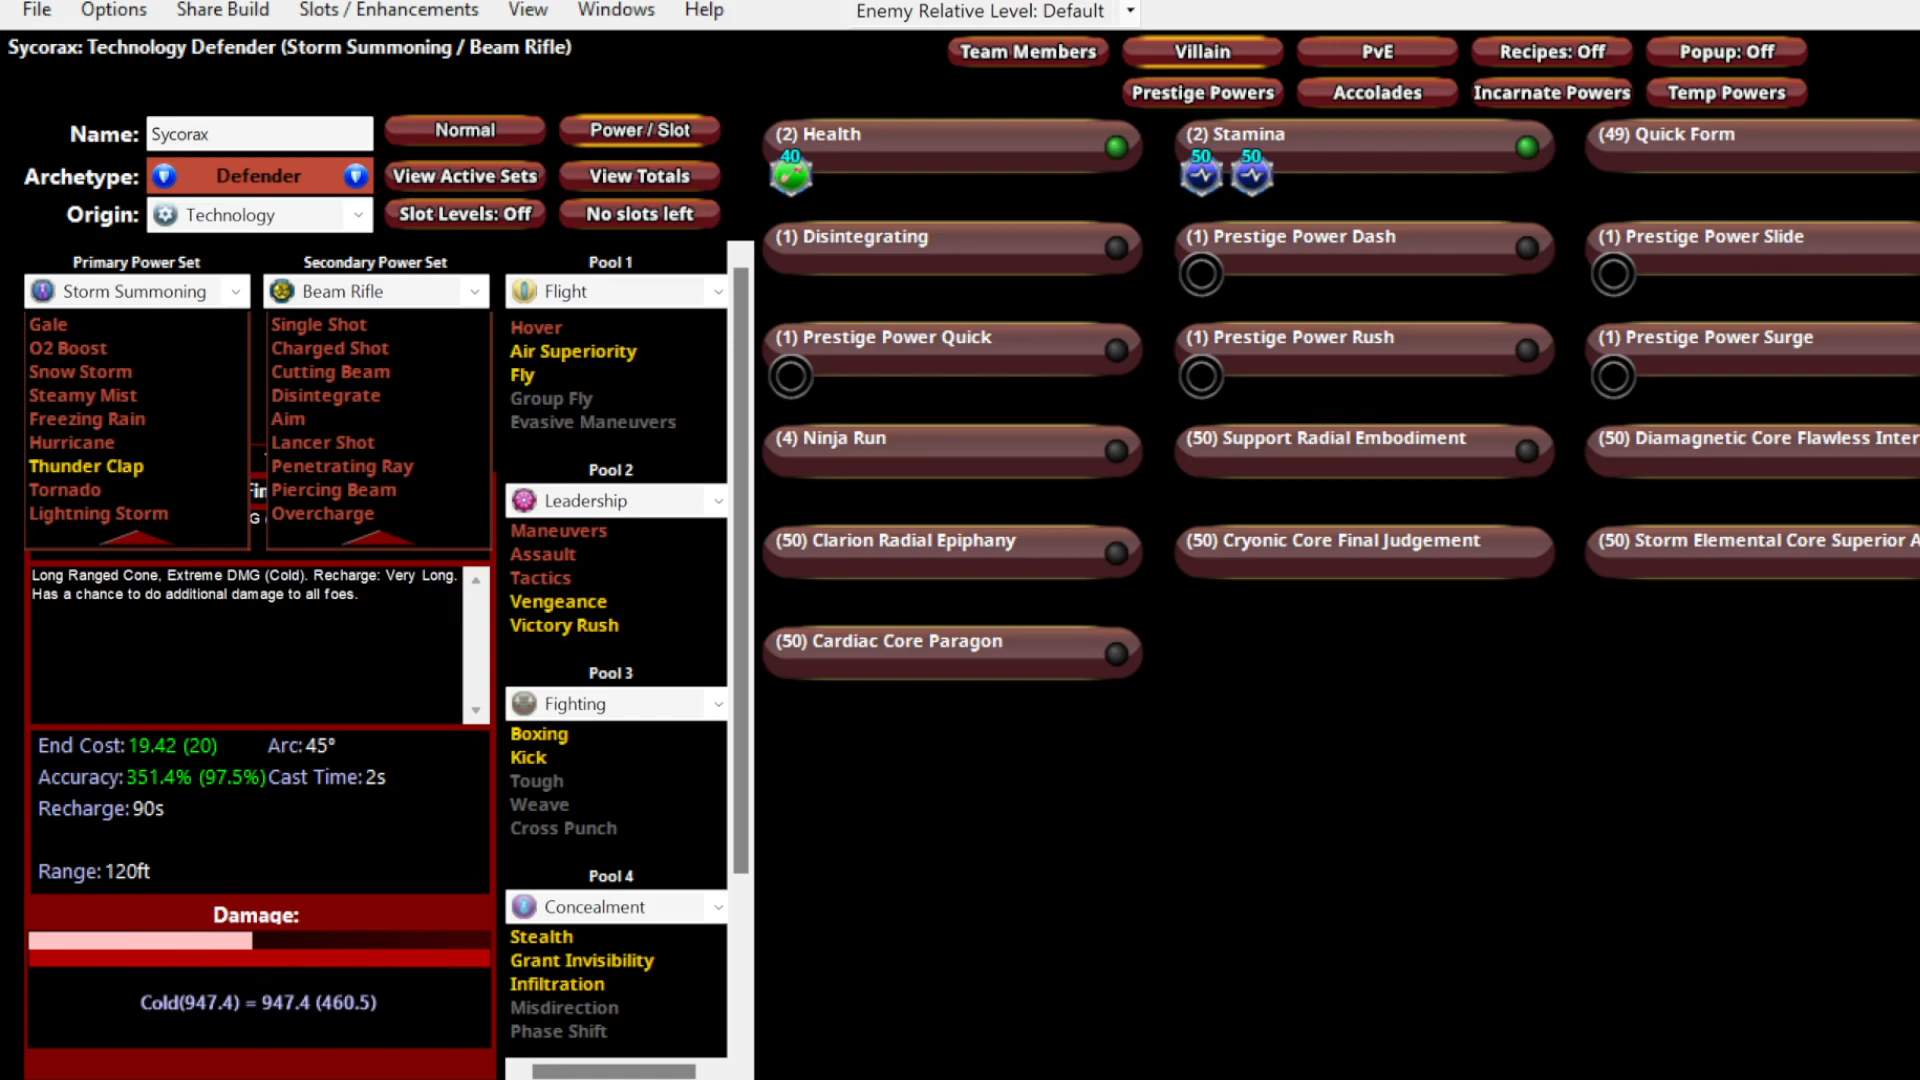 File Options Share Build Slots / Enhancements View Windows Help Enemy Relative Level: Default
Sycorax: Technology Defender (Storm Summoning / Beam Rifle)
Team Members Villain PvE Recipes: Off Popup: Off
Prestige Powers Accolades Incarnate Powers Temp Powers
Name: Sycorax Normal Power / Slot
Archetype: Defender View Active Sets View Totals
Origin: Technology Slot Levels: Off No slots left
Primary Power Set
Storm Summoning
Gale
O2 Boost
Snow Storm
Steamy Mist
Freezing Rain
Hurricane
Thunder Clap
Tornado
Lightning Storm
Secondary Power Set
Beam Rifle
Single Shot
Charged Shot
Cutting Beam
Disintegrate
Aim
Lancer Shot
Penetrating Ray
Piercing Beam
Overcharge
Long Ranged Cone, Extreme DMG (Cold). Recharge: Very Long.
Has a chance to do additional damage to all foes.
End Cost: 19.42 (20) Arc: 45°
Accuracy: 351.4% (97.5%) Cast Time: 2s
Recharge: 90s
Range: 120ft
Damage:
Cold(947.4) = 947.4 (460.5)
Pool 1
Flight
Hover
Air Superiority
Fly
Group Fly
Evasive Maneuvers
Pool 2
Leadership
Maneuvers
Assault
Tactics
Vengeance
Victory Rush
Pool 3
Fighting
Boxing
Kick
Tough
Weave
Cross Punch
Pool 4
Concealment
Stealth
Grant Invisibility
Infiltration
Misdirection
Phase Shift
(2) Health (2) Stamina (49) Quick Form
40 50 50
(1) Disintegrating (1) Prestige Power Dash (1) Prestige Power Slide
(1) Prestige Power Quick (1) Prestige Power Rush (1) Prestige Power Surge
(4) Ninja Run (50) Support Radial Embodiment (50) Diamagnetic Core Flawless Inter
(50) Clarion Radial Epiphany (50) Cryonic Core Final Judgement (50) Storm Elemental Core Superior A
(50) Cardiac Core Paragon